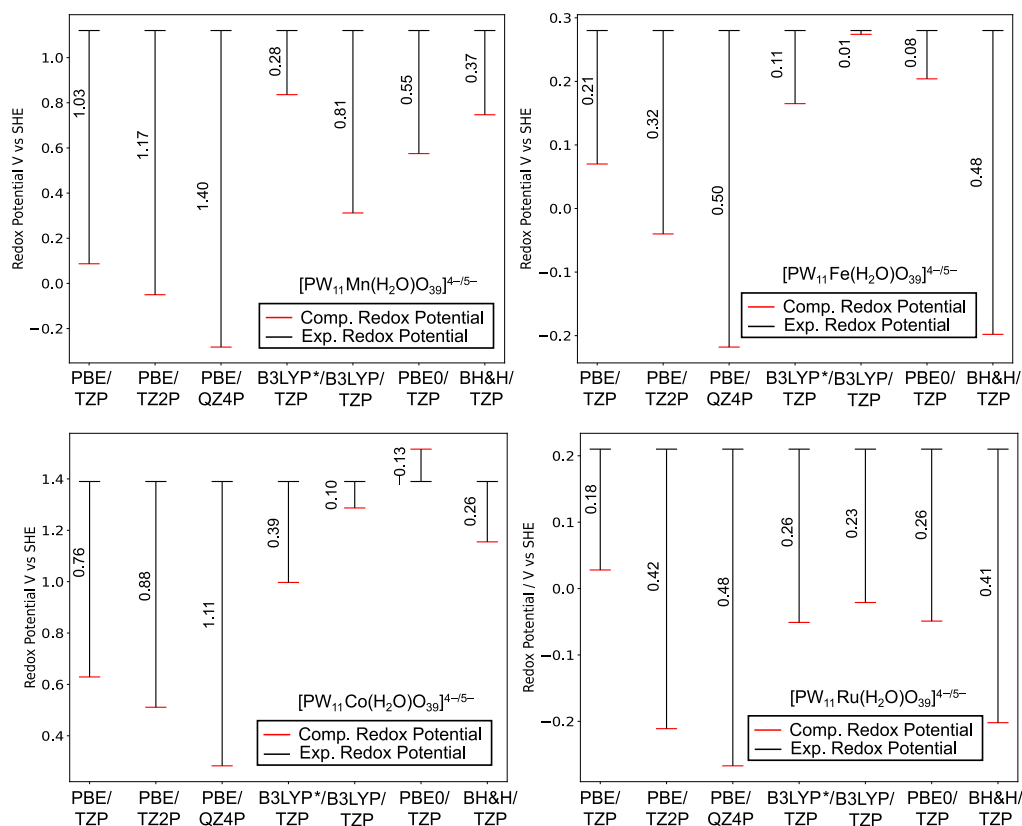 Redox Potential V vs SHE
1.0
0.8
0.6
0.4
0.2
0.0
−0.2
1.03
1.17
1.40
0.28
0.81
0.55
0.37
[PW₁₁Mn(H₂O)O₃₉]⁴⁻ᐟ⁵⁻
Comp. Redox Potential
Exp. Redox Potential
PBE/ PBE/ PBE/ B3LYP*/ B3LYP/ PBE0/ BH&H/
TZP TZ2P QZ4P TZP TZP TZP TZP
Redox Potential V vs SHE
0.3
0.2
0.1
0.0
−0.1
−0.2
0.21
0.32
0.50
0.11
0.01
0.08
0.48
[PW₁₁Fe(H₂O)O₃₉]⁴⁻ᐟ⁵⁻
Comp. Redox Potential
Exp. Redox Potential
PBE/ PBE/ PBE/ B3LYP*/ B3LYP/ PBE0/ BH&H/
TZP TZ2P QZ4P TZP TZP TZP TZP
Redox Potential V vs SHE
1.4
1.2
1.0
0.8
0.6
0.4
0.76
0.88
1.11
0.39
0.10
−0.13
0.26
[PW₁₁Co(H₂O)O₃₉]⁴⁻ᐟ⁵⁻
Comp. Redox Potential
Exp. Redox Potential
PBE/ PBE/ PBE/ B3LYP*/ B3LYP/ PBE0/ BH&H/
TZP TZ2P QZ4P TZP TZP TZP TZP
Redox Potential / V vs SHE
0.2
0.1
0.0
−0.1
−0.2
0.18
0.42
0.48
0.26
0.23
0.26
0.41
[PW₁₁Ru(H₂O)O₃₉]⁴⁻ᐟ⁵⁻
Comp. Redox Potential
Exp. Redox Potential
PBE/ PBE/ PBE/ B3LYP*/ B3LYP/ PBE0/ BH&H/
TZP TZ2P QZ4P TZP TZP TZP TZP